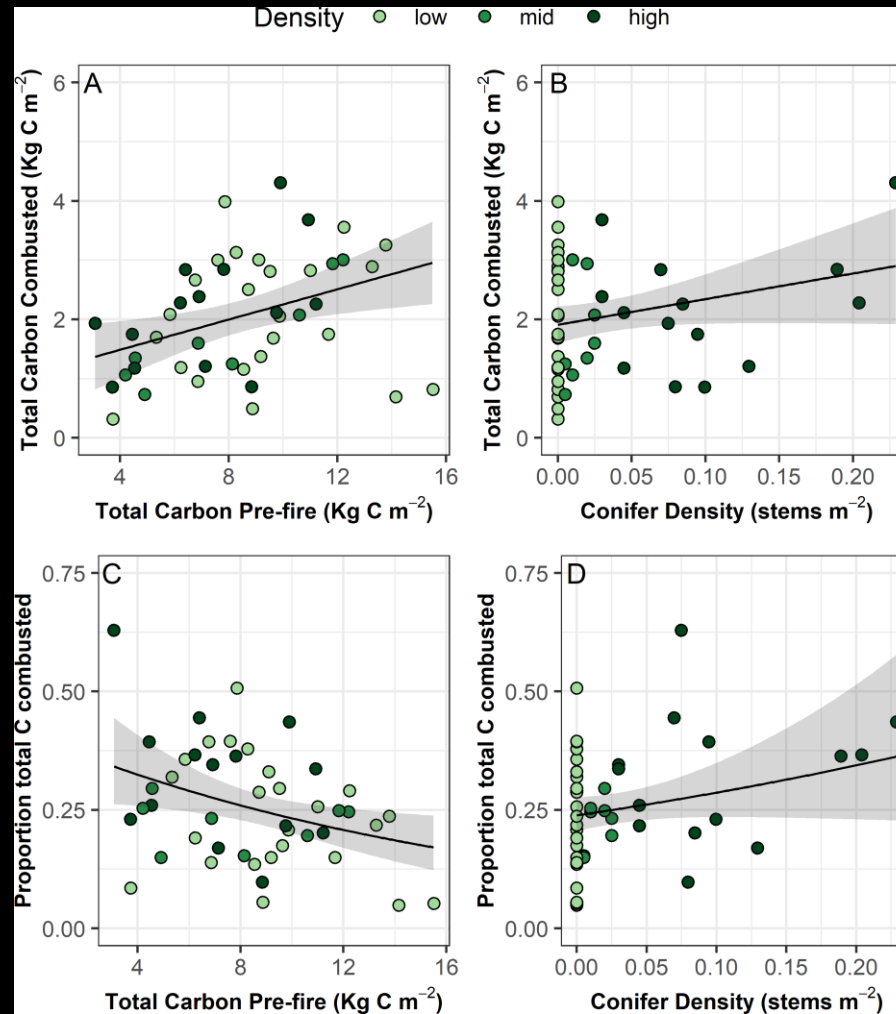 Density low mid high
A
B
Total Carbon Combusted (Kg C m⁻²)
6
4
2
0
4 8 12 16
Total Carbon Pre-fire (Kg C m⁻²)
Total Carbon Combusted (Kg C m⁻²)
6
4
2
0
0.00 0.05 0.10 0.15 0.20
Conifer Density (stems m⁻²)
C
D
Proportion total C combusted
0.75
0.50
0.25
0.00
4 8 12 16
Total Carbon Pre-fire (Kg C m⁻²)
Proportion total C combusted
0.75
0.50
0.25
0.00
0.00 0.05 0.10 0.15 0.20
Conifer Density (stems m⁻²)